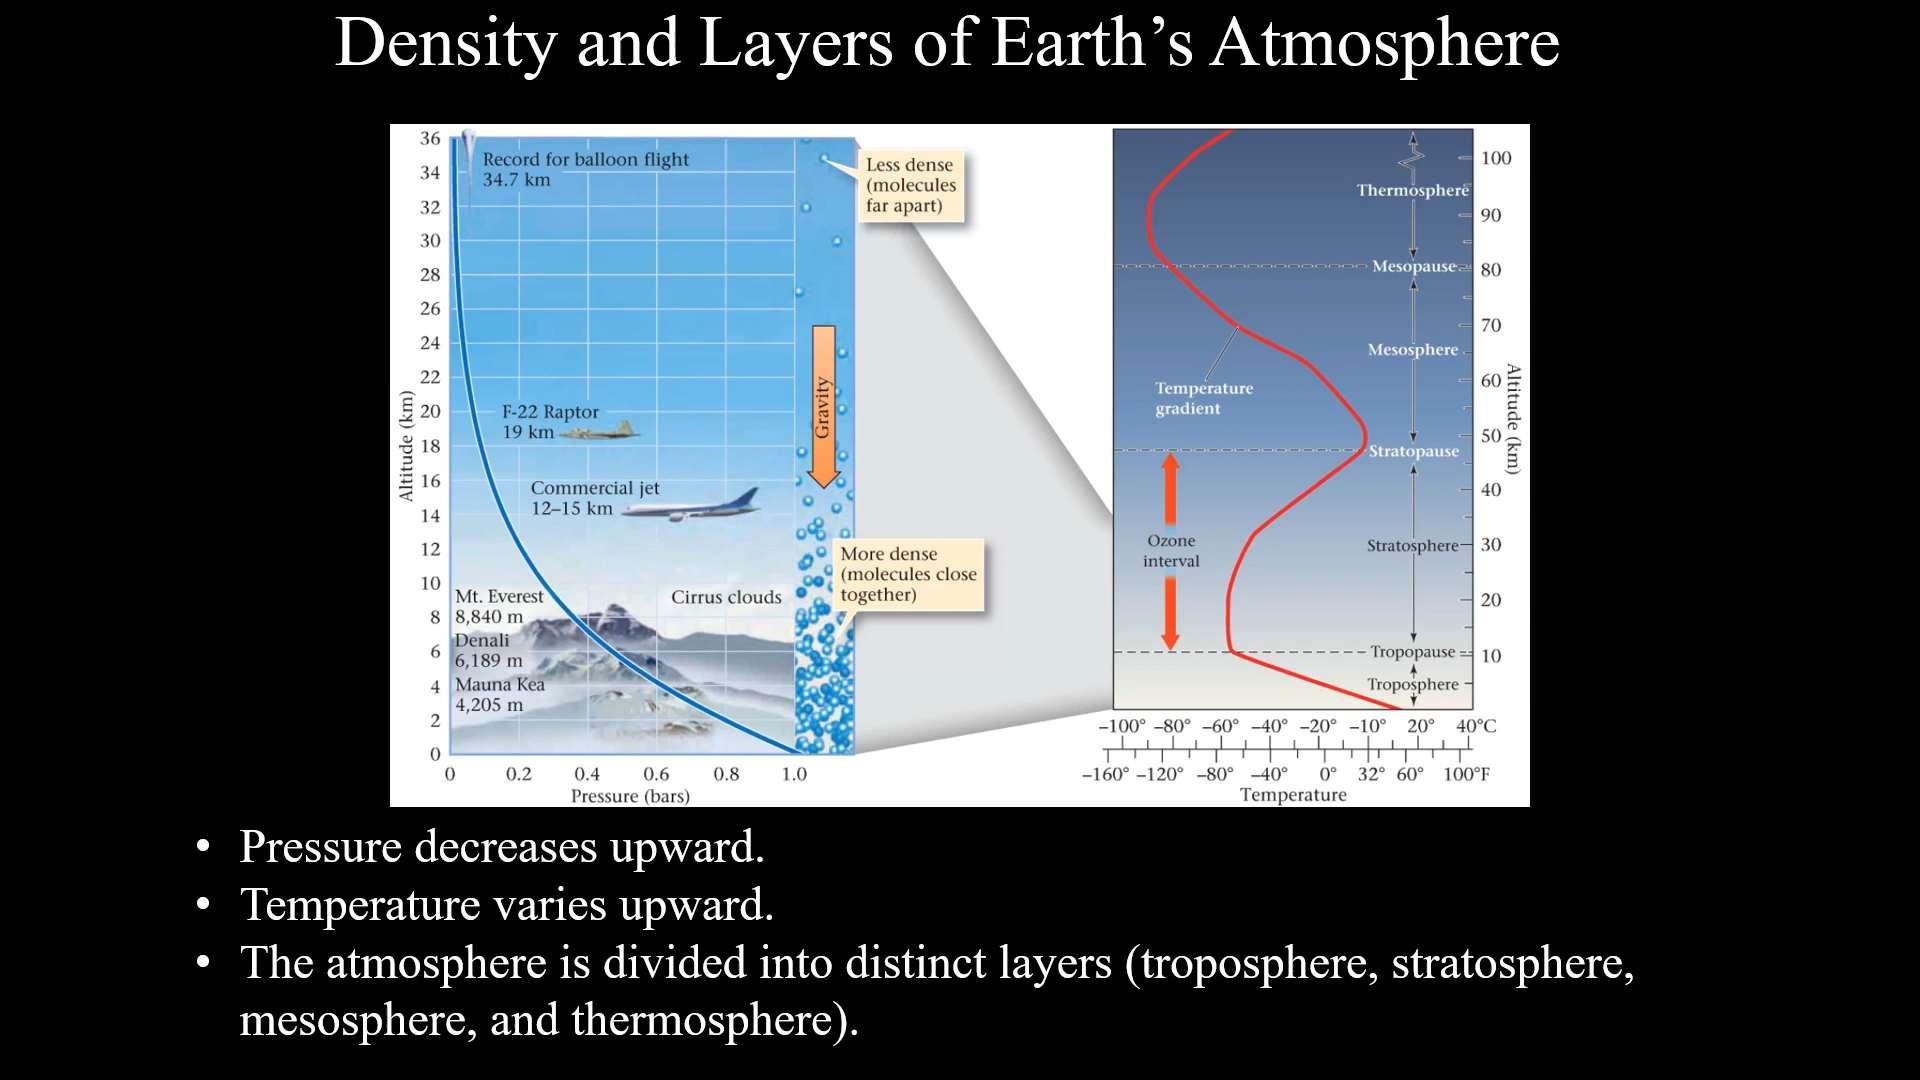 Density and Layers of Earth’s Atmosphere
36
34
32
30
28
26
24
22
20
18
16
14
12
10
8
6
4
2
0
Altitude (km)
Record for balloon flight
34.7 km
F-22 Raptor
19 km
Commercial jet
12–15 km
Mt. Everest
8,840 m
Denali
6,189 m
Mauna Kea
4,205 m
Cirrus clouds
0 0.2 0.4 0.6 0.8 1.0
Pressure (bars)
Less dense
(molecules
far apart)
Gravity
More dense
(molecules close
together)
Thermosphere
Mesopause
Mesosphere
Temperature
gradient
Stratopause
Ozone
interval
Stratosphere
Tropopause
Troposphere
100
90
80
70
60
50
40
30
20
10
Altitude (km)
–100° –80° –60° –40° –20° –10° 20° 40°C
–160° –120° –80° –40° 0° 32° 60° 100°F
Temperature
• Pressure decreases upward.
• Temperature varies upward.
• The atmosphere is divided into distinct layers (troposphere, stratosphere,
mesosphere, and thermosphere).